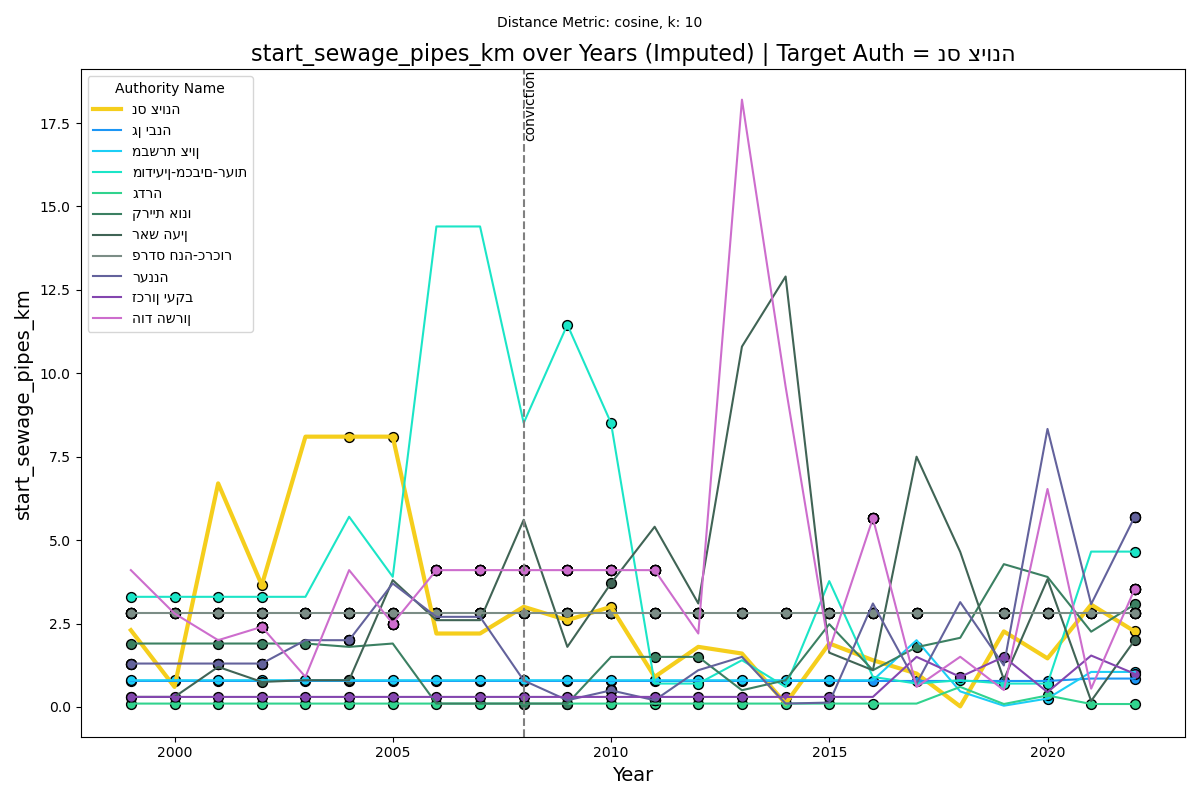 Distance Metric: cosine, k: 10
start_sewage_pipes_km over Years (Imputed) | Target Auth = נס ציונה
Authority Name
נס ציונה
גן יבנה
מבשרת ציון
מודיעין-מכבים-רעות
גדרה
קריית אונו
ראש העין
פרדס חנה-כרכור
רעננה
זכרון יעקב
הוד השרון
conviction
start_sewage_pipes_km
17.5
15.0
12.5
10.0
7.5
5.0
2.5
0.0
2000 2005 2010 2015 2020
Year